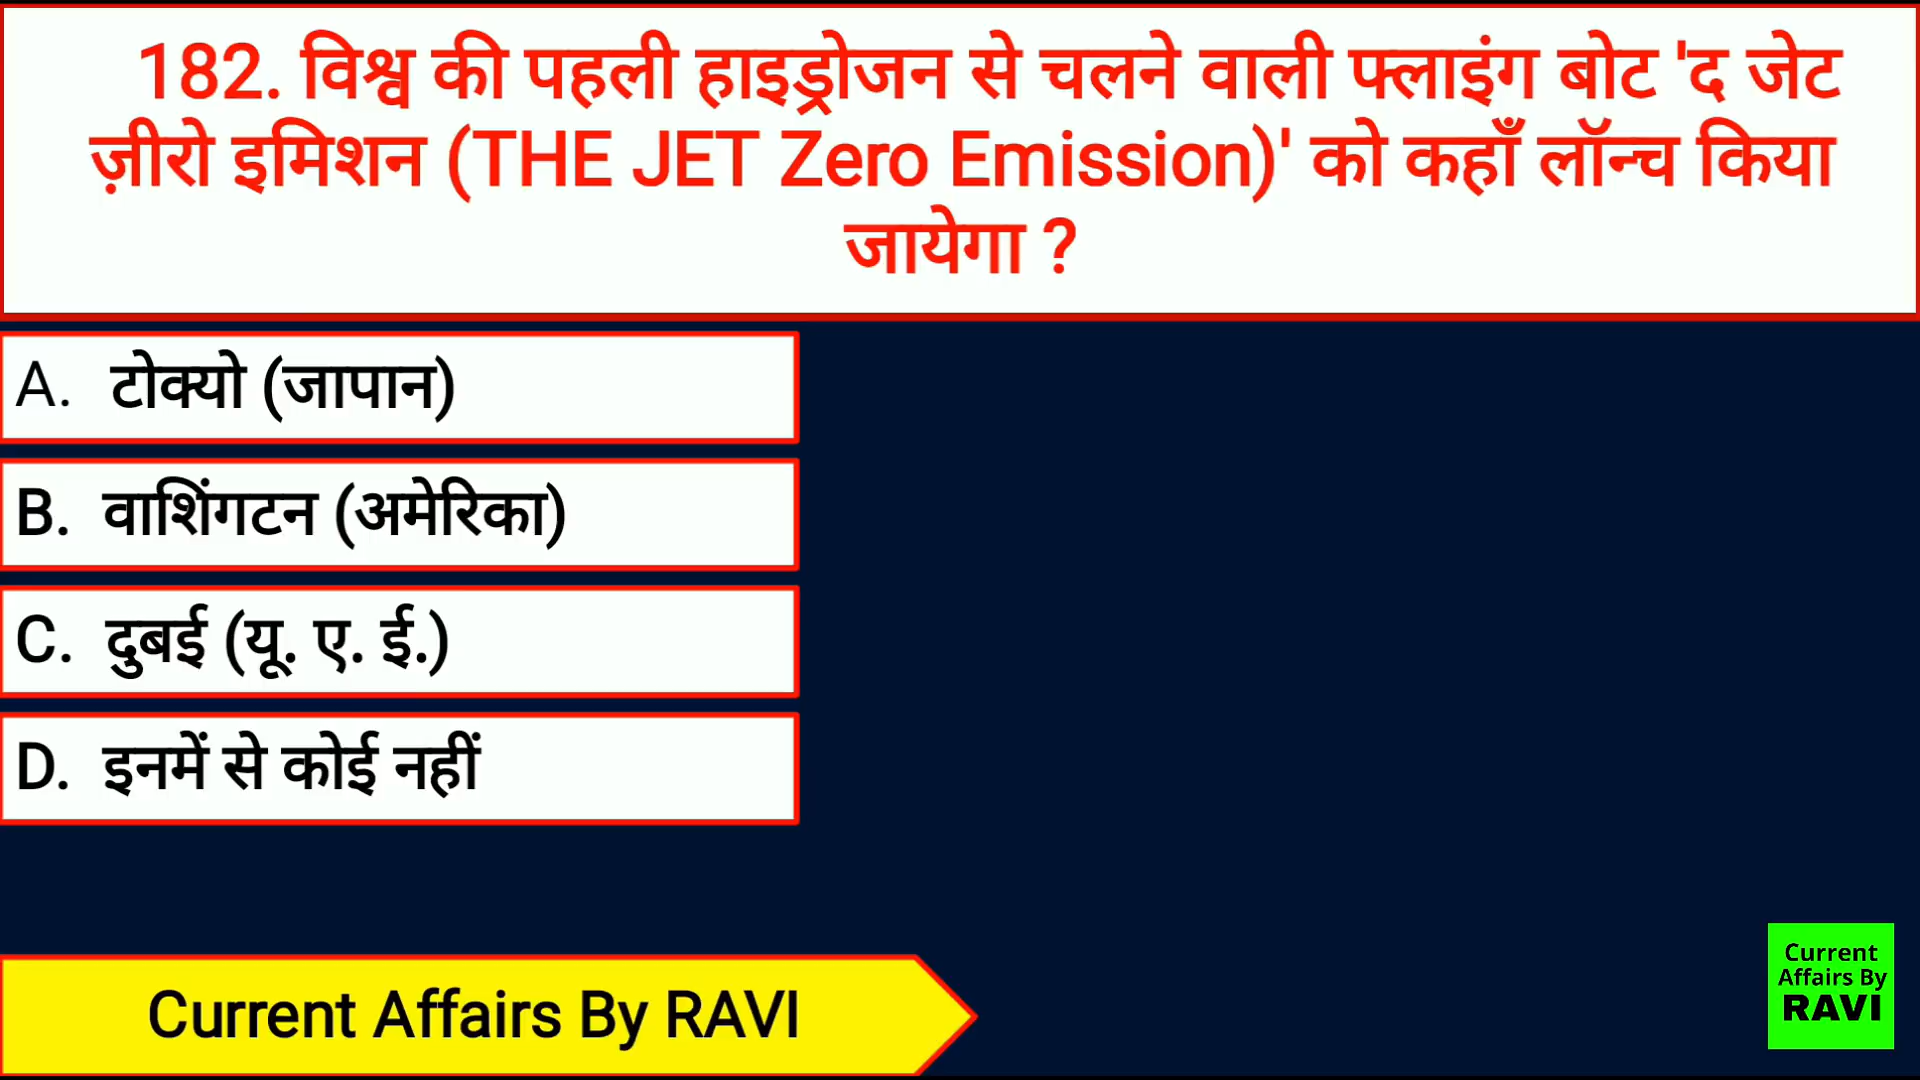 182. विश्व की पहली हाइड्रोजन से चलने वाली फ्लाइंग बोट 'द जेट
ज़ीरो इमिशन (THE JET Zero Emission)' को कहाँ लॉन्च किया
जायेगा ?
A. टोक्यो (जापान)
B. वाशिंगटन (अमेरिका)
C. दुबई (यू. ए. ई.)
D. इनमें से कोई नहीं
Current Affairs By RAVI
Current
Affairs By
RAVI